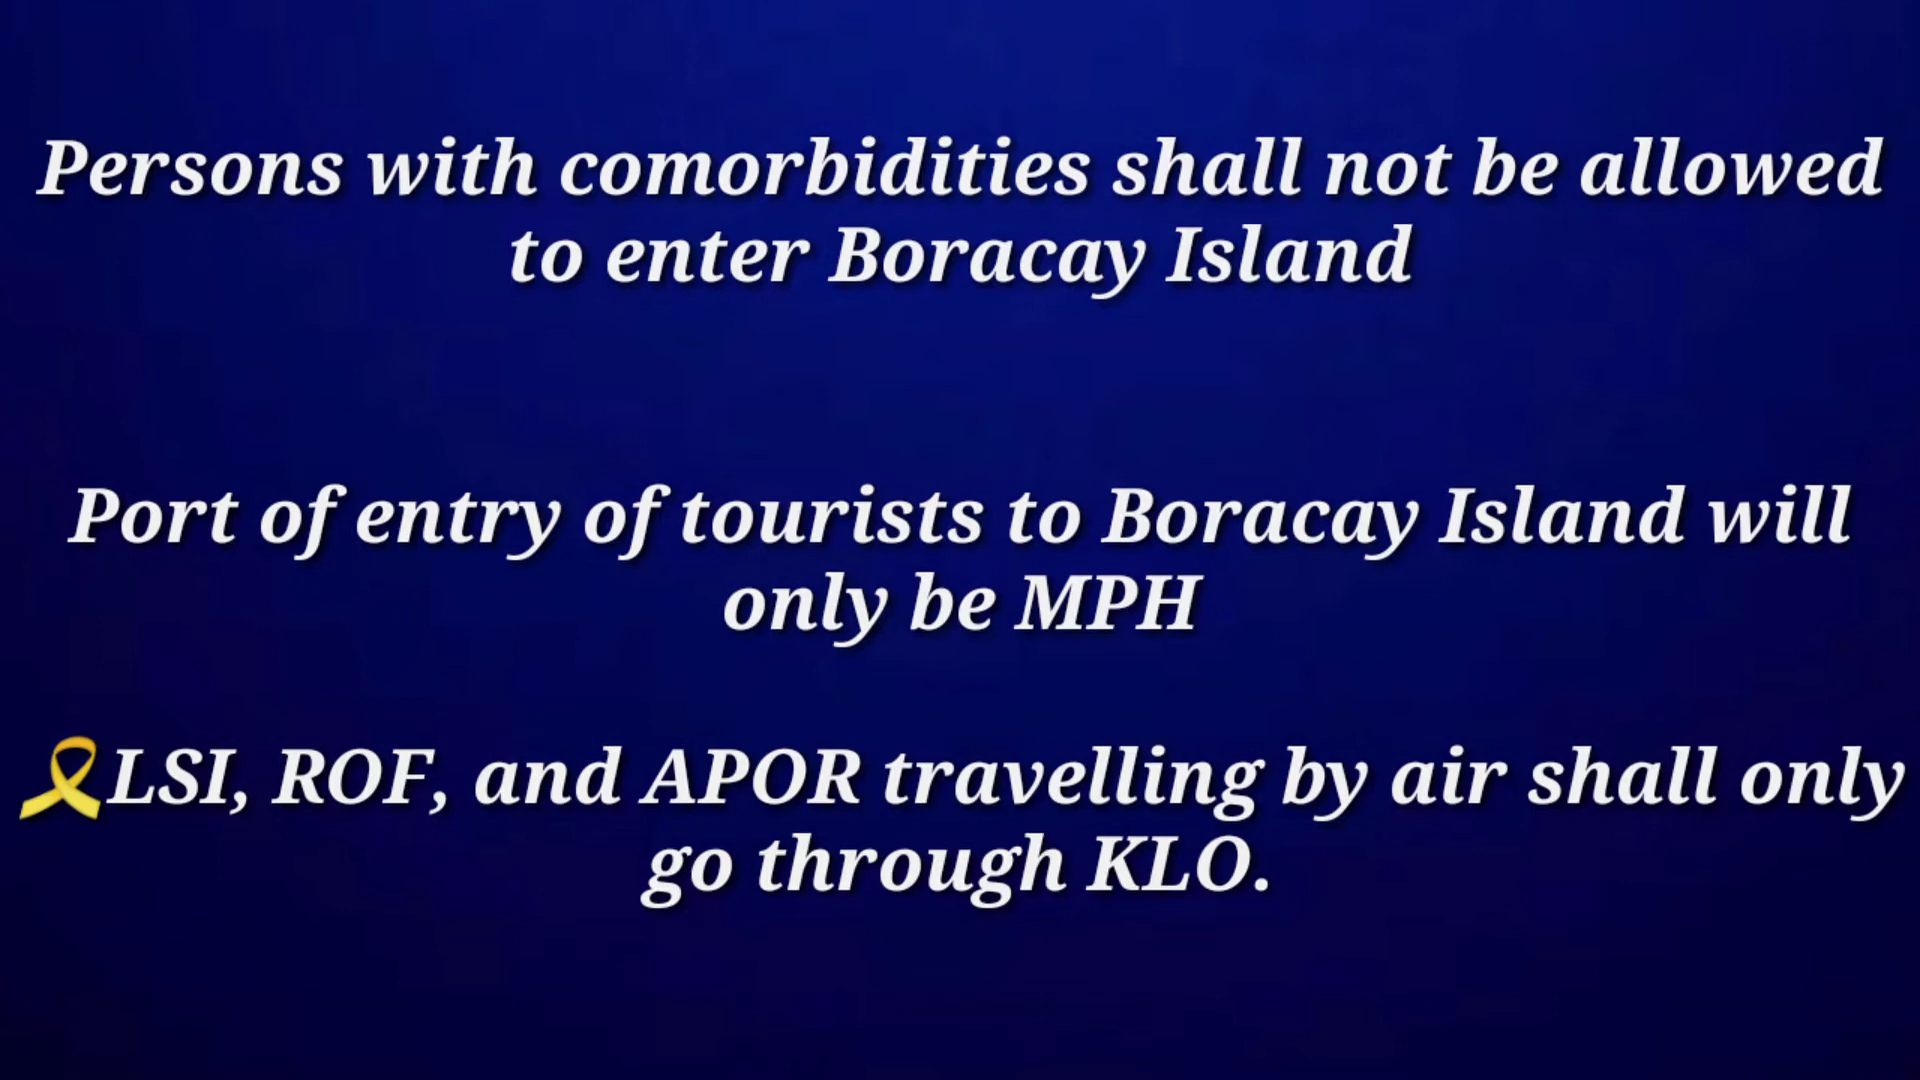 Persons with comorbidities shall not be allowed
to enter Boracay Island
Port of entry of tourists to Boracay Island will
only be MPH
🎗LSI, ROF, and APOR travelling by air shall only
go through KLO.